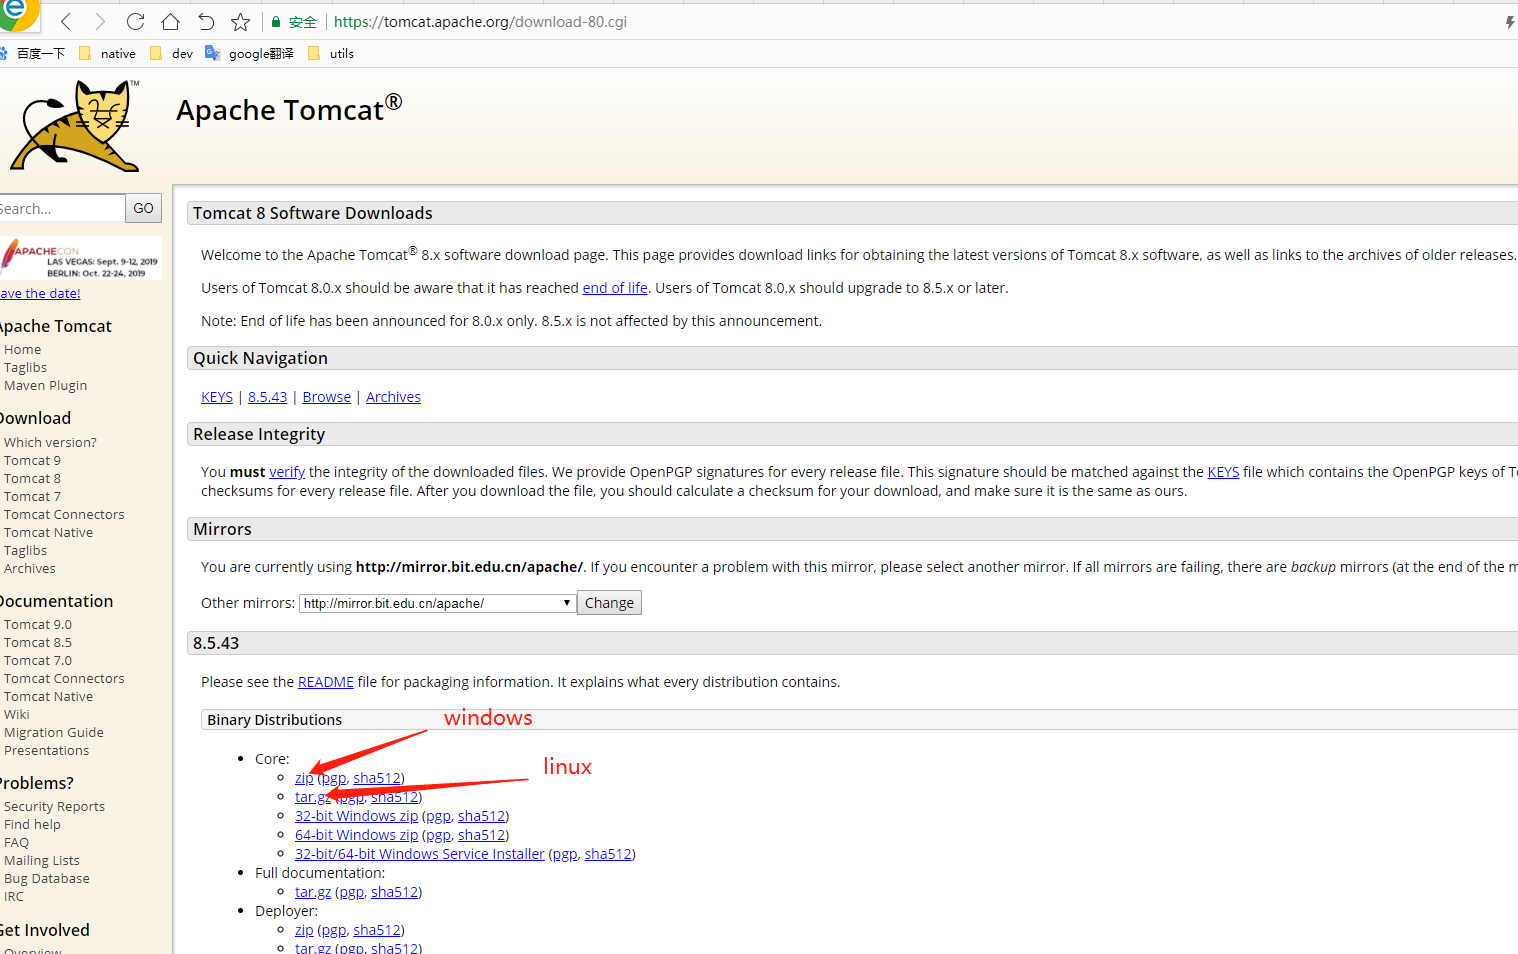 安全 https://tomcat.apache.org/download-80.cgi
百度一下 native dev google翻译 utils
TM
Apache Tomcat®
Search... GO
APACHECON
LAS VEGAS: Sept. 9-12, 2019
BERLIN: Oct. 22-24, 2019
ave the date!
Apache Tomcat
Home
Taglibs
Maven Plugin
Download
Which version?
Tomcat 9
Tomcat 8
Tomcat 7
Tomcat Connectors
Tomcat Native
Taglibs
Archives
Documentation
Tomcat 9.0
Tomcat 8.5
Tomcat 7.0
Tomcat Connectors
Tomcat Native
Wiki
Migration Guide
Presentations
Problems?
Security Reports
Find help
FAQ
Mailing Lists
Bug Database
IRC
Get Involved
Overview
Tomcat 8 Software Downloads
Welcome to the Apache Tomcat® 8.x software download page. This page provides download links for obtaining the latest versions of Tomcat 8.x software, as well as links to the archives of older releases.
Users of Tomcat 8.0.x should be aware that it has reached end of life. Users of Tomcat 8.0.x should upgrade to 8.5.x or later.
Note: End of life has been announced for 8.0.x only. 8.5.x is not affected by this announcement.
Quick Navigation
KEYS | 8.5.43 | Browse | Archives
Release Integrity
You must verify the integrity of the downloaded files. We provide OpenPGP signatures for every release file. This signature should be matched against the KEYS file which contains the OpenPGP keys of To
checksums for every release file. After you download the file, you should calculate a checksum for your download, and make sure it is the same as ours.
Mirrors
You are currently using http://mirror.bit.edu.cn/apache/. If you encounter a problem with this mirror, please select another mirror. If all mirrors are failing, there are backup mirrors (at the end of the m
Other mirrors: http://mirror.bit.edu.cn/apache/ Change
8.5.43
Please see the README file for packaging information. It explains what every distribution contains.
Binary Distributions
windows
Core:
zip (pgp, sha512)
linux
tar.gz (pgp, sha512)
32-bit Windows zip (pgp, sha512)
64-bit Windows zip (pgp, sha512)
32-bit/64-bit Windows Service Installer (pgp, sha512)
Full documentation:
tar.gz (pgp, sha512)
Deployer:
zip (pgp, sha512)
tar.gz (pgp, sha512)